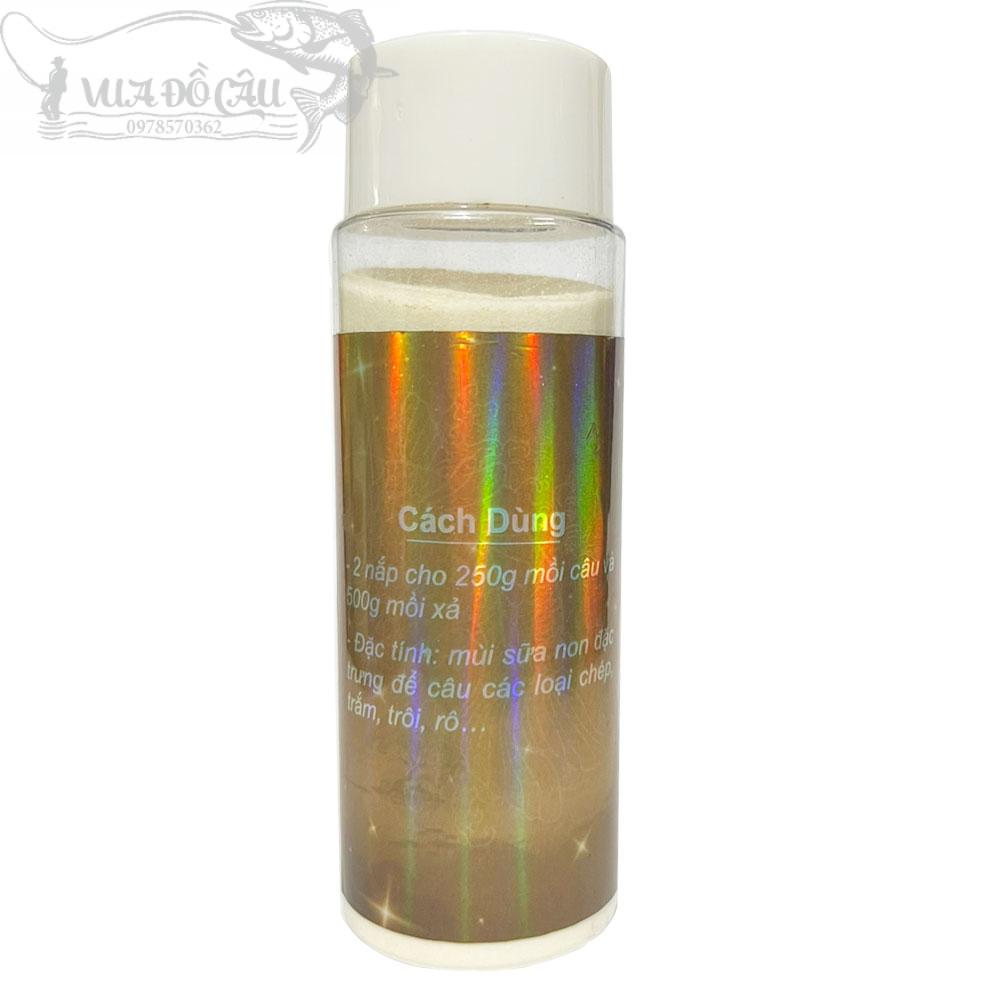 VUA ĐỒ CÂU
0978570362
Cách Dùng
- 2 nắp cho 250g mồi câu và
500g mồi xả
- Đặc tính: mùi sữa non đặc
trưng để câu các loại chép,
trắm, trôi, rô...